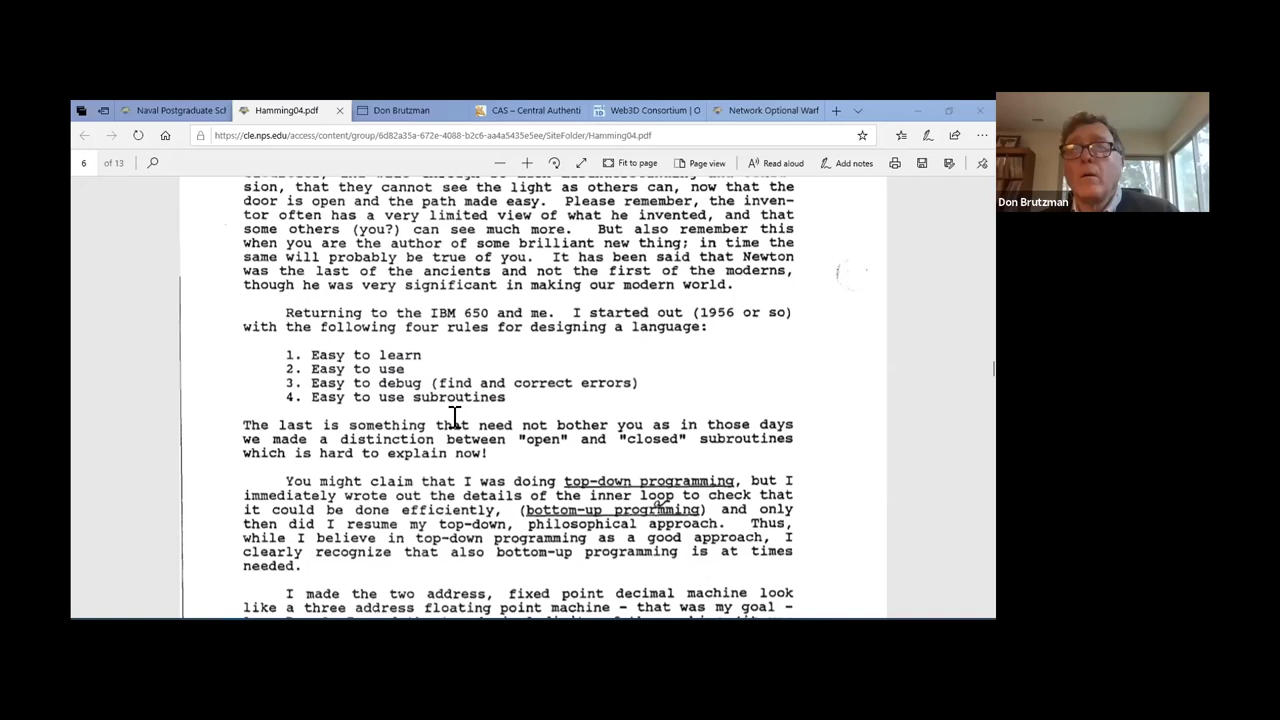 Naval Postgraduate Scl
Hamming04.pdf
Don Brutzman
CAS – Central Authenti
Web3D Consortium | O
Network Optional Warf
https://cle.nps.edu/access/content/group/6d82a35a-672e-4088-b2c6-aa4a5435e5ee/SiteFolder/Hamming04.pdf
6 of 13
Fit to page
Page view
Read aloud
Add notes
sion, that they cannot see the light as others can, now that the
door is open and the path made easy. Please remember, the inven-
tor often has a very limited view of what he invented, and that
some others (you?) can see much more. But also remember this
when you are the author of some brilliant new thing; in time the
same will probably be true of you. It has been said that Newton
was the last of the ancients and not the first of the moderns,
though he was very significant in making our modern world.
Returning to the IBM 650 and me. I started out (1956 or so)
with the following four rules for designing a language:
1. Easy to learn
2. Easy to use
3. Easy to debug (find and correct errors)
4. Easy to use subroutines
The last is something that need not bother you as in those days
we made a distinction between "open" and "closed" subroutines
which is hard to explain now!
You might claim that I was doing top-down programming, but I
immediately wrote out the details of the inner loop to check that
it could be done efficiently, (bottom-up progrmming) and only
then did I resume my top-down, philosophical approach. Thus,
while I believe in top-down programming as a good approach, I
clearly recognize that also bottom-up programming is at times
needed.
I made the two address, fixed point decimal machine look
like a three address floating point machine - that was my goal -
Don Brutzman